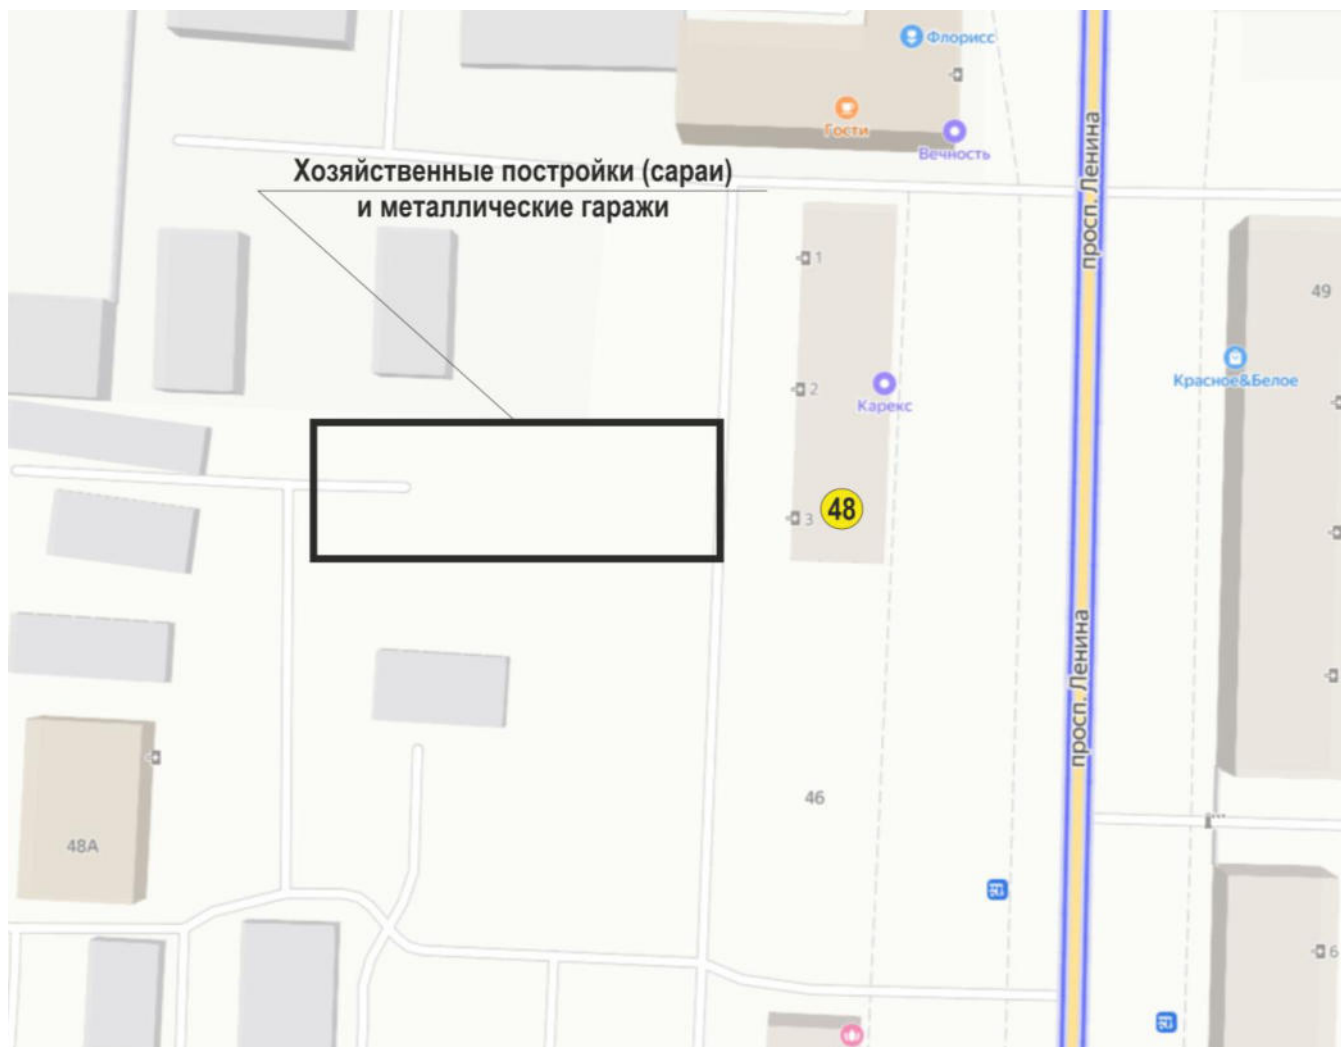 Флорисс
Гости
Вечность
Хозяйственные постройки (сараи)
и металлические гаражи
просп. Ленина
1
49
Красное&Белое
2
Карекс
3
48
просп. Ленина
46
48А
6